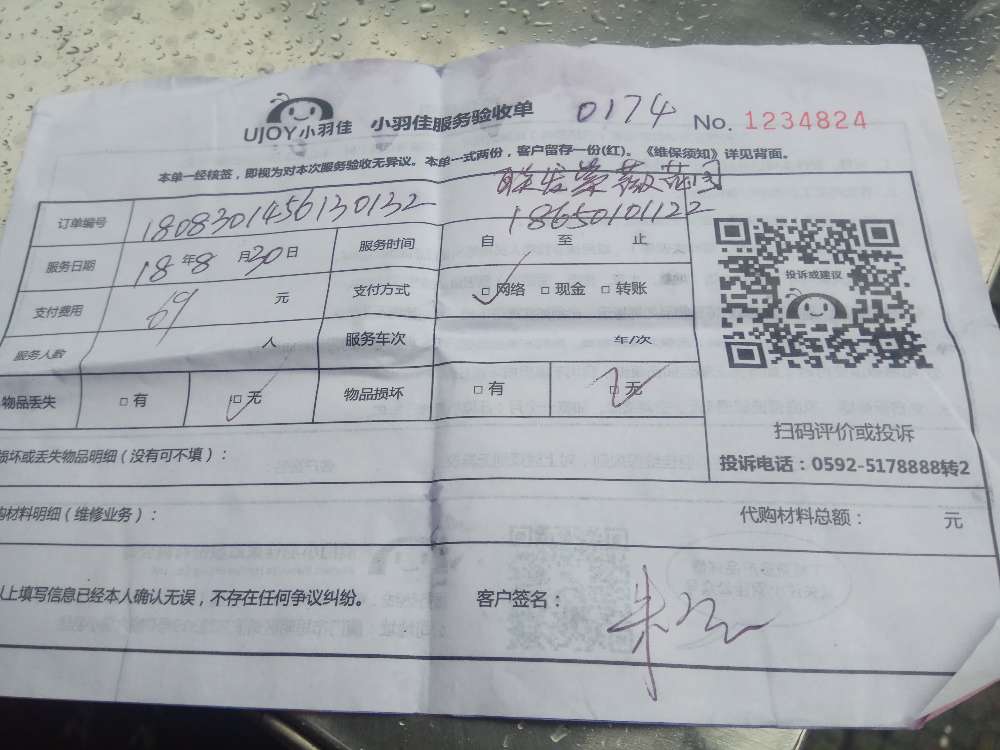 UJOY小羽佳 小羽佳服务验收单 0174 No. 1234824
本单一经核签，即视为对本次服务验收无异议。本单一式两份，客户留存一份(红)。《维保须知》详见背面。
联发紫薇花园
18650101122
订单编号 1808301456130132
服务日期 18 年 8 月 30 日 服务时间 自 至 止
支付费用 69 元 支付方式 □ 网络 □ 现金 □ 转账
服务人数 人 服务车次 车/次
物品丢失 □ 有 □ 无 物品损坏 □ 有 □ 无
投诉或建议
扫码评价或投诉
投诉电话：0592-5178888转2
损坏或丢失物品明细（没有可不填）：
购材料明细（维修业务）： 代购材料总额： 元
以上填写信息已经本人确认无误，不存在任何争议纠纷。 客户签名：